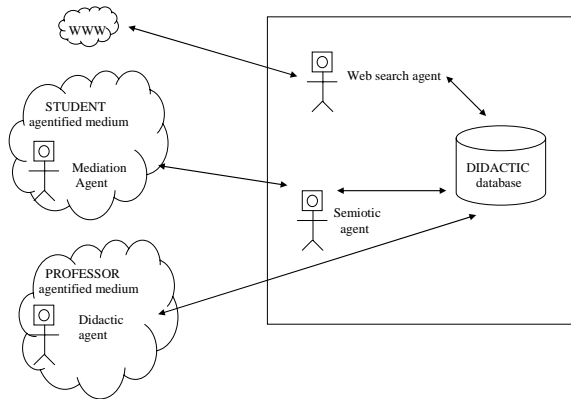 WWW
Web search agent
STUDENT
agentified medium
Mediation
Agent
DIDACTIC
database
Semiotic
agent
PROFESSOR
agentified medium
Didactic
agent